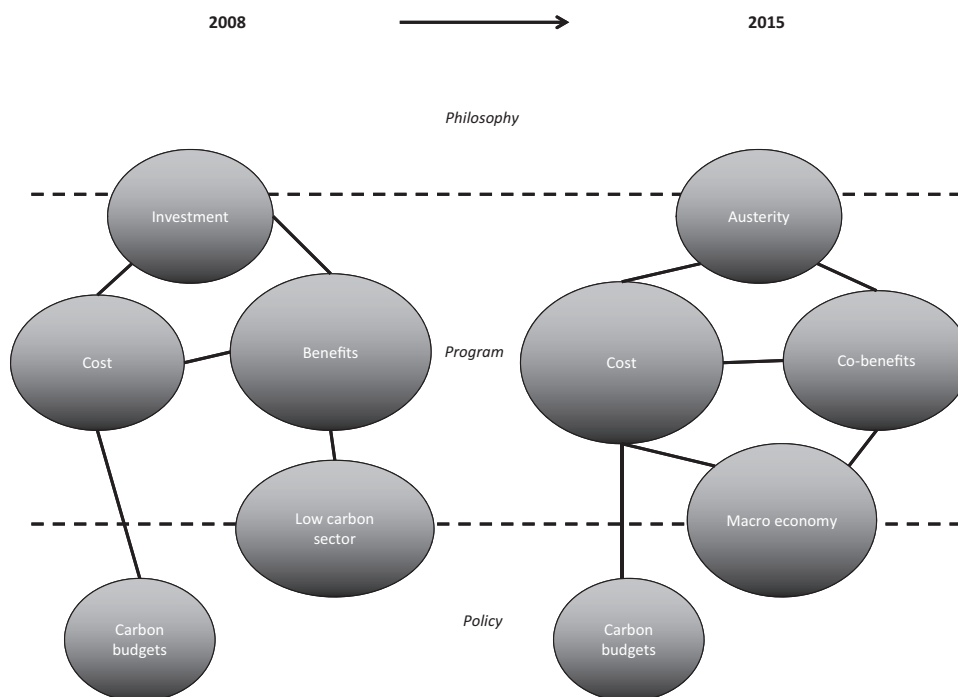 2008
2015
Philosophy
Investment
Austerity
Cost
Benefits
Program
Cost
Co-benefits
Low carbon
sector
Macro economy
Carbon
budgets
Policy
Carbon
budgets